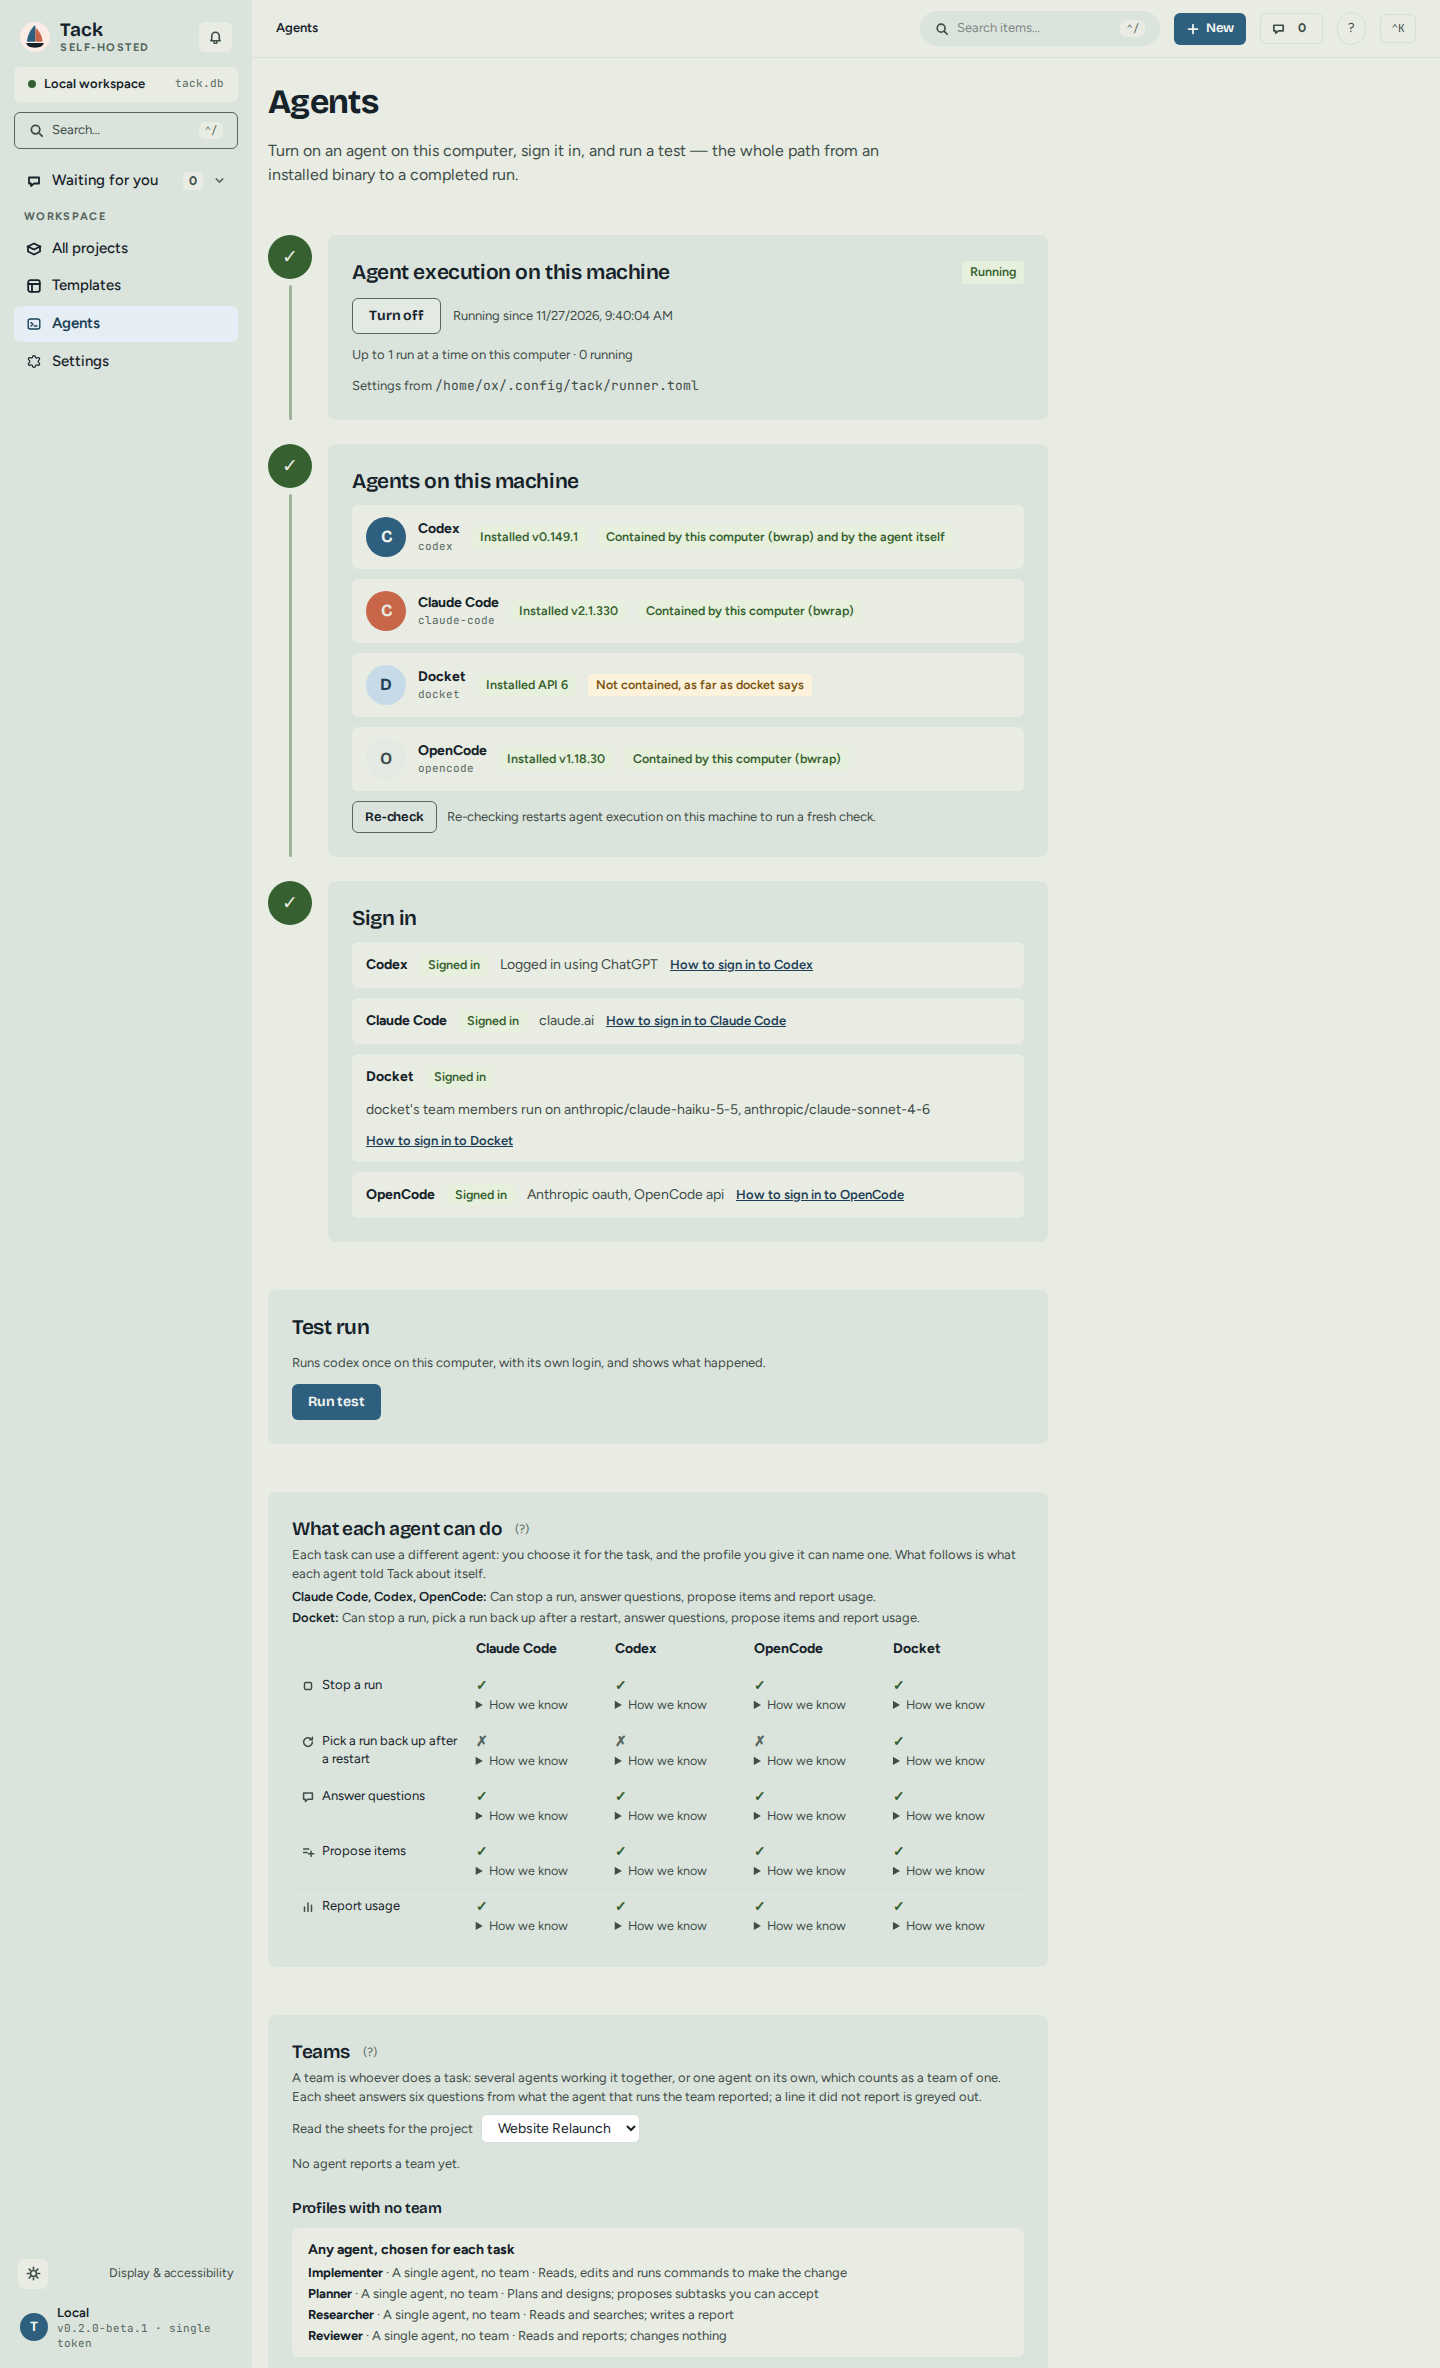 Tack
SELF-HOSTED
Local workspace tack.db
Search... ^/
Waiting for you 0
WORKSPACE
All projects
Templates
Agents
Settings
Display & accessibility
T
Local
v0.2.0-beta.1 · single
token
Agents
Search items... ^/
+ New
0
?
^K
Agents
Turn on an agent on this computer, sign it in, and run a test — the whole path from an
installed binary to a completed run.
✓
Agent execution on this machine Running
Turn off Running since 11/27/2026, 9:40:04 AM
Up to 1 run at a time on this computer · 0 running
Settings from /home/ox/.config/tack/runner.toml
✓
Agents on this machine
C
Codex
codex
Installed v0.149.1 Contained by this computer (bwrap) and by the agent itself
C
Claude Code
claude-code
Installed v2.1.330 Contained by this computer (bwrap)
D
Docket
docket
Installed API 6 Not contained, as far as docket says
O
OpenCode
opencode
Installed v1.18.30 Contained by this computer (bwrap)
Re-check Re-checking restarts agent execution on this machine to run a fresh check.
✓
Sign in
Codex Signed in Logged in using ChatGPT How to sign in to Codex
Claude Code Signed in claude.ai How to sign in to Claude Code
Docket Signed in
docket's team members run on anthropic/claude-haiku-5-5, anthropic/claude-sonnet-4-6
How to sign in to Docket
OpenCode Signed in Anthropic oauth, OpenCode api How to sign in to OpenCode
Test run
Runs codex once on this computer, with its own login, and shows what happened.
Run test
What each agent can do (?)
Each task can use a different agent: you choose it for the task, and the profile you give it can name one. What follows is what
each agent told Tack about itself.
Claude Code, Codex, OpenCode: Can stop a run, answer questions, propose items and report usage.
Docket: Can stop a run, pick a run back up after a restart, answer questions, propose items and report usage.
Claude Code Codex OpenCode Docket
Stop a run ✓ ✓ ✓ ✓
▶ How we know ▶ How we know ▶ How we know ▶ How we know
Pick a run back up after ✗ ✗ ✗ ✓
a restart ▶ How we know ▶ How we know ▶ How we know ▶ How we know
Answer questions ✓ ✓ ✓ ✓
▶ How we know ▶ How we know ▶ How we know ▶ How we know
Propose items ✓ ✓ ✓ ✓
▶ How we know ▶ How we know ▶ How we know ▶ How we know
Report usage ✓ ✓ ✓ ✓
▶ How we know ▶ How we know ▶ How we know ▶ How we know
Teams (?)
A team is whoever does a task: several agents working it together, or one agent on its own, which counts as a team of one.
Each sheet answers six questions from what the agent that runs the team reported; a line it did not report is greyed out.
Read the sheets for the project Website Relaunch
No agent reports a team yet.
Profiles with no team
Any agent, chosen for each task
Implementer · A single agent, no team · Reads, edits and runs commands to make the change
Planner · A single agent, no team · Plans and designs; proposes subtasks you can accept
Researcher · A single agent, no team · Reads and searches; writes a report
Reviewer · A single agent, no team · Reads and reports; changes nothing